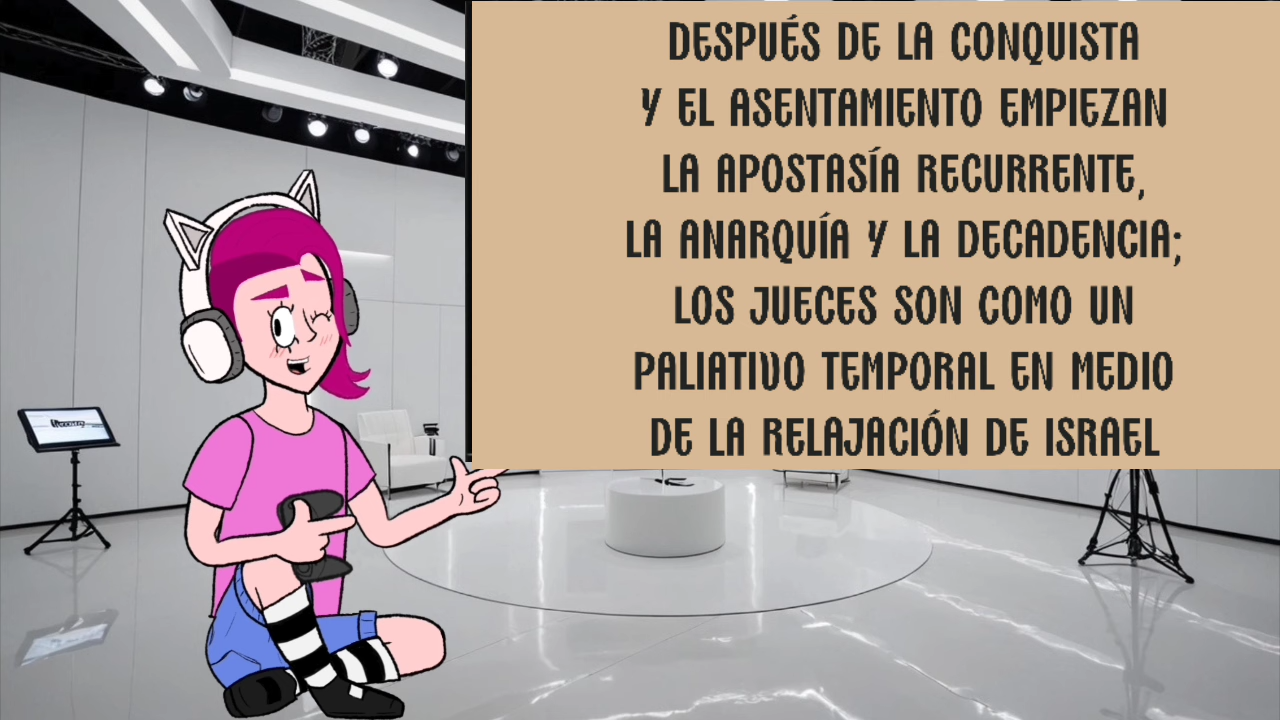 DESPUÉS DE LA CONQUISTA
Y EL ASENTAMIENTO EMPIEZAN
LA APOSTASÍA RECURRENTE,
LA ANARQUÍA Y LA DECADENCIA;
LOS JUECES SON COMO UN
PALIATIVO TEMPORAL EN MEDIO
DE LA RELAJACIÓN DE ISRAEL